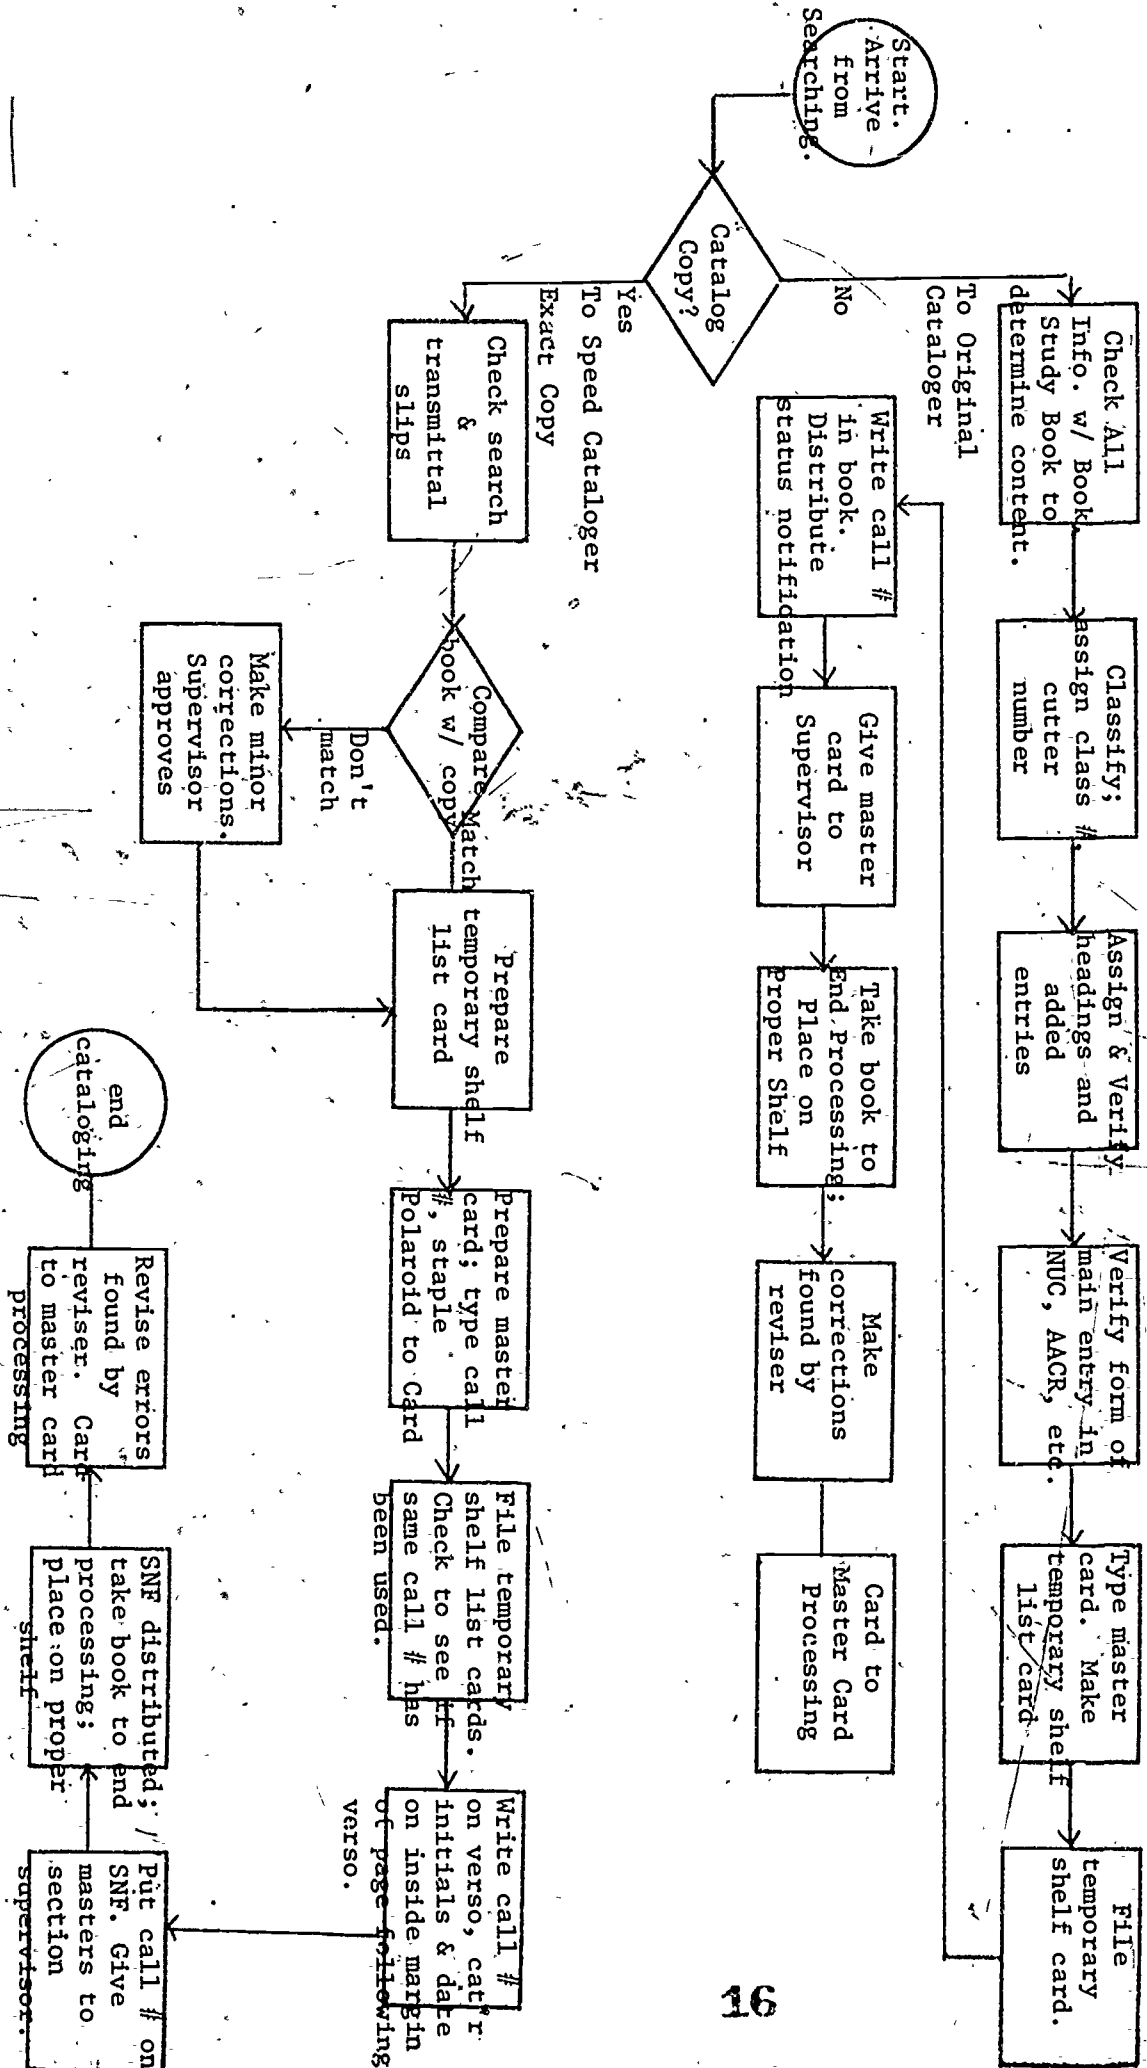 Start.
Arrive
from
Searching.
Catalog
Copy?
No
To Original
Cataloger
Check All
Info. w/ Book.
Study Book to
determine content.
Classify;
assign class #,
cutter
number
Assign & Verify
headings and
added
entries
Verify form of
main entry in
NUC, AACR, etc.
Type master
card. Make
temporary shelf
list card
File
temporary
shelf card.
Write call #
in book.
Distribute
status notification
Give master
card to
Supervisor
Take book to
End Processing;
Place on
Proper Shelf
Make
corrections
found by
reviser
Card to
Master Card
Processing
Yes
To Speed Cataloger
Exact Copy
Check search
&
transmittal
slips
Compare
book w/ copy
Match
Don't
match
Make minor
corrections.
Supervisor
approves
Prepare
temporary shelf
list card
Prepare master
card; type call
#, staple
Polaroid to Card
File temporary
shelf list cards.
Check to see if
same call # has
been used.
Write call #
on verso, cat'r
initials & date
on inside margin
of page following
verso.
Put call # on
SNF. Give
masters to
section
supervisor.
SNF distributed;
take book to end
processing;
place on proper
shelf
Revise errors
found by
reviser. Card
to master card
processing
end
cataloging
16